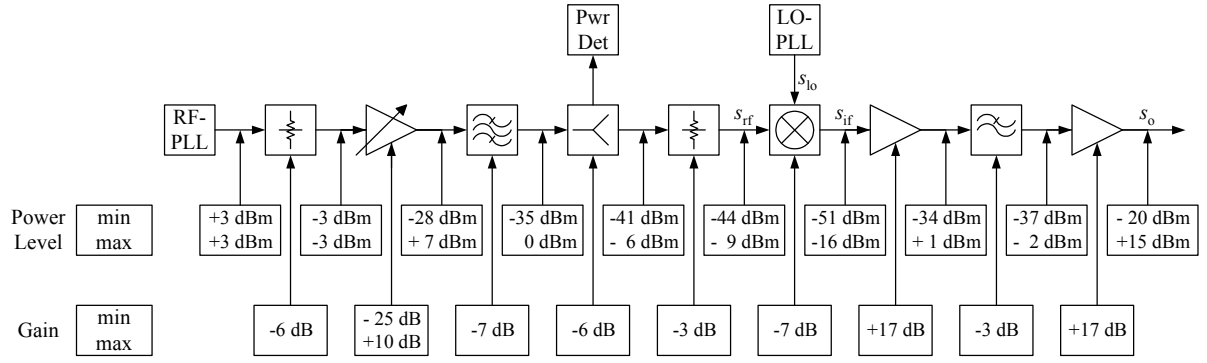 Pwr
Det
LO-
PLL
s_lo
RF-
PLL
s_rf
s_if
s_o
Power
Level
min
max
+3 dBm
+3 dBm
-3 dBm
-3 dBm
-28 dBm
+ 7 dBm
-35 dBm
0 dBm
-41 dBm
- 6 dBm
-44 dBm
- 9 dBm
-51 dBm
-16 dBm
-34 dBm
+ 1 dBm
-37 dBm
- 2 dBm
- 20 dBm
+15 dBm
Gain
min
max
-6 dB
- 25 dB
+10 dB
-7 dB
-6 dB
-3 dB
-7 dB
+17 dB
-3 dB
+17 dB